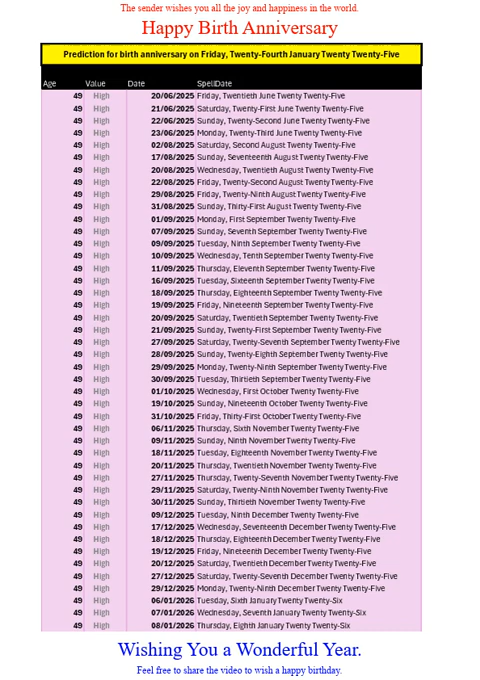 The sender wishes you all the joy and happiness in the world.
Happy Birth Anniversary
Prediction for birth anniversary on Friday, Twenty-Fourth January Twenty Twenty-Five
Age Value Date SpellDate
49 High 20/06/2025 Friday, Twentieth June Twenty Twenty-Five
49 High 21/06/2025 Saturday, Twenty-First June Twenty Twenty-Five
49 High 22/06/2025 Sunday, Twenty-Second June Twenty Twenty-Five
49 High 23/06/2025 Monday, Twenty-Third June Twenty Twenty-Five
49 High 02/08/2025 Saturday, Second August Twenty Twenty-Five
49 High 17/08/2025 Sunday, Seventeenth August Twenty Twenty-Five
49 High 20/08/2025 Wednesday, Twentieth August Twenty Twenty-Five
49 High 22/08/2025 Friday, Twenty-Second August Twenty Twenty-Five
49 High 29/08/2025 Friday, Twenty-Ninth August Twenty Twenty-Five
49 High 31/08/2025 Sunday, Thirty-First August Twenty Twenty-Five
49 High 01/09/2025 Monday, First September Twenty Twenty-Five
49 High 07/09/2025 Sunday, Seventh September Twenty Twenty-Five
49 High 09/09/2025 Tuesday, Ninth September Twenty Twenty-Five
49 High 10/09/2025 Wednesday, Tenth September Twenty Twenty-Five
49 High 11/09/2025 Thursday, Eleventh September Twenty Twenty-Five
49 High 16/09/2025 Tuesday, Sixteenth September Twenty Twenty-Five
49 High 18/09/2025 Thursday, Eighteenth September Twenty Twenty-Five
49 High 19/09/2025 Friday, Nineteenth September Twenty Twenty-Five
49 High 20/09/2025 Saturday, Twentieth September Twenty Twenty-Five
49 High 21/09/2025 Sunday, Twenty-First September Twenty Twenty-Five
49 High 27/09/2025 Saturday, Twenty-Seventh September Twenty Twenty-Five
49 High 28/09/2025 Sunday, Twenty-Eighth September Twenty Twenty-Five
49 High 29/09/2025 Monday, Twenty-Ninth September Twenty Twenty-Five
49 High 30/09/2025 Tuesday, Thirtieth September Twenty Twenty-Five
49 High 01/10/2025 Wednesday, First October Twenty Twenty-Five
49 High 19/10/2025 Sunday, Nineteenth October Twenty Twenty-Five
49 High 31/10/2025 Friday, Thirty-First October Twenty Twenty-Five
49 High 06/11/2025 Thursday, Sixth November Twenty Twenty-Five
49 High 09/11/2025 Sunday, Ninth November Twenty Twenty-Five
49 High 18/11/2025 Tuesday, Eighteenth November Twenty Twenty-Five
49 High 20/11/2025 Thursday, Twentieth November Twenty Twenty-Five
49 High 27/11/2025 Thursday, Twenty-Seventh November Twenty Twenty-Five
49 High 29/11/2025 Saturday, Twenty-Ninth November Twenty Twenty-Five
49 High 30/11/2025 Sunday, Thirtieth November Twenty Twenty-Five
49 High 09/12/2025 Tuesday, Ninth December Twenty Twenty-Five
49 High 17/12/2025 Wednesday, Seventeenth December Twenty Twenty-Five
49 High 18/12/2025 Thursday, Eighteenth December Twenty Twenty-Five
49 High 19/12/2025 Friday, Nineteenth December Twenty Twenty-Five
49 High 20/12/2025 Saturday, Twentieth December Twenty Twenty-Five
49 High 27/12/2025 Saturday, Twenty-Seventh December Twenty Twenty-Five
49 High 29/12/2025 Monday, Twenty-Ninth December Twenty Twenty-Five
49 High 06/01/2026 Tuesday, Sixth January Twenty Twenty-Six
49 High 07/01/2026 Wednesday, Seventh January Twenty Twenty-Six
49 High 08/01/2026 Thursday, Eighth January Twenty Twenty-Six
Wishing You a Wonderful Year.
Feel free to share the video to wish a happy birthday.